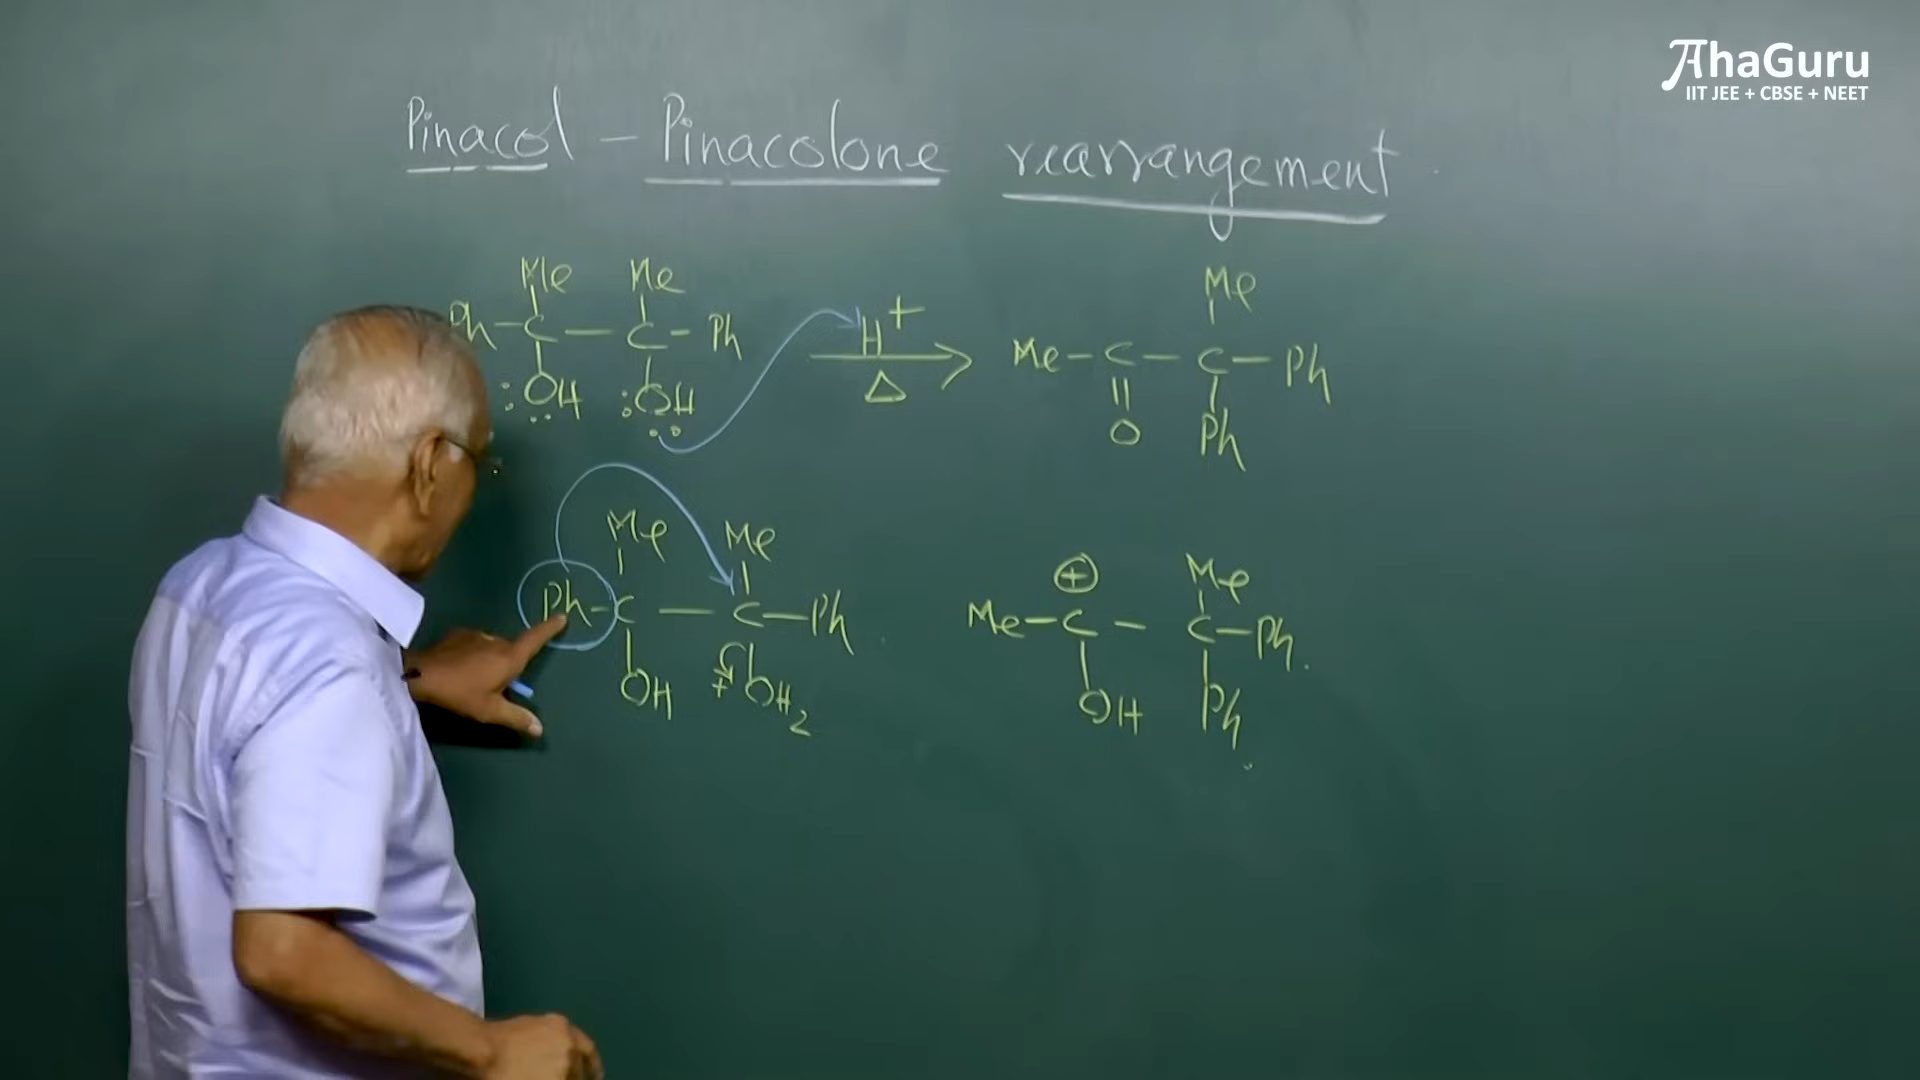 AhaGuru
IIT JEE + CBSE + NEET
Pinacol - Pinacolone rearrangement
Me Me
Ph-C-C-Ph
:OH :OH
H+
Δ
Me
Me-C-C-Ph
O Ph
Me Me
Ph-C-C-Ph
OH +OH2
+ Me
Me-C-C-Ph.
OH Ph